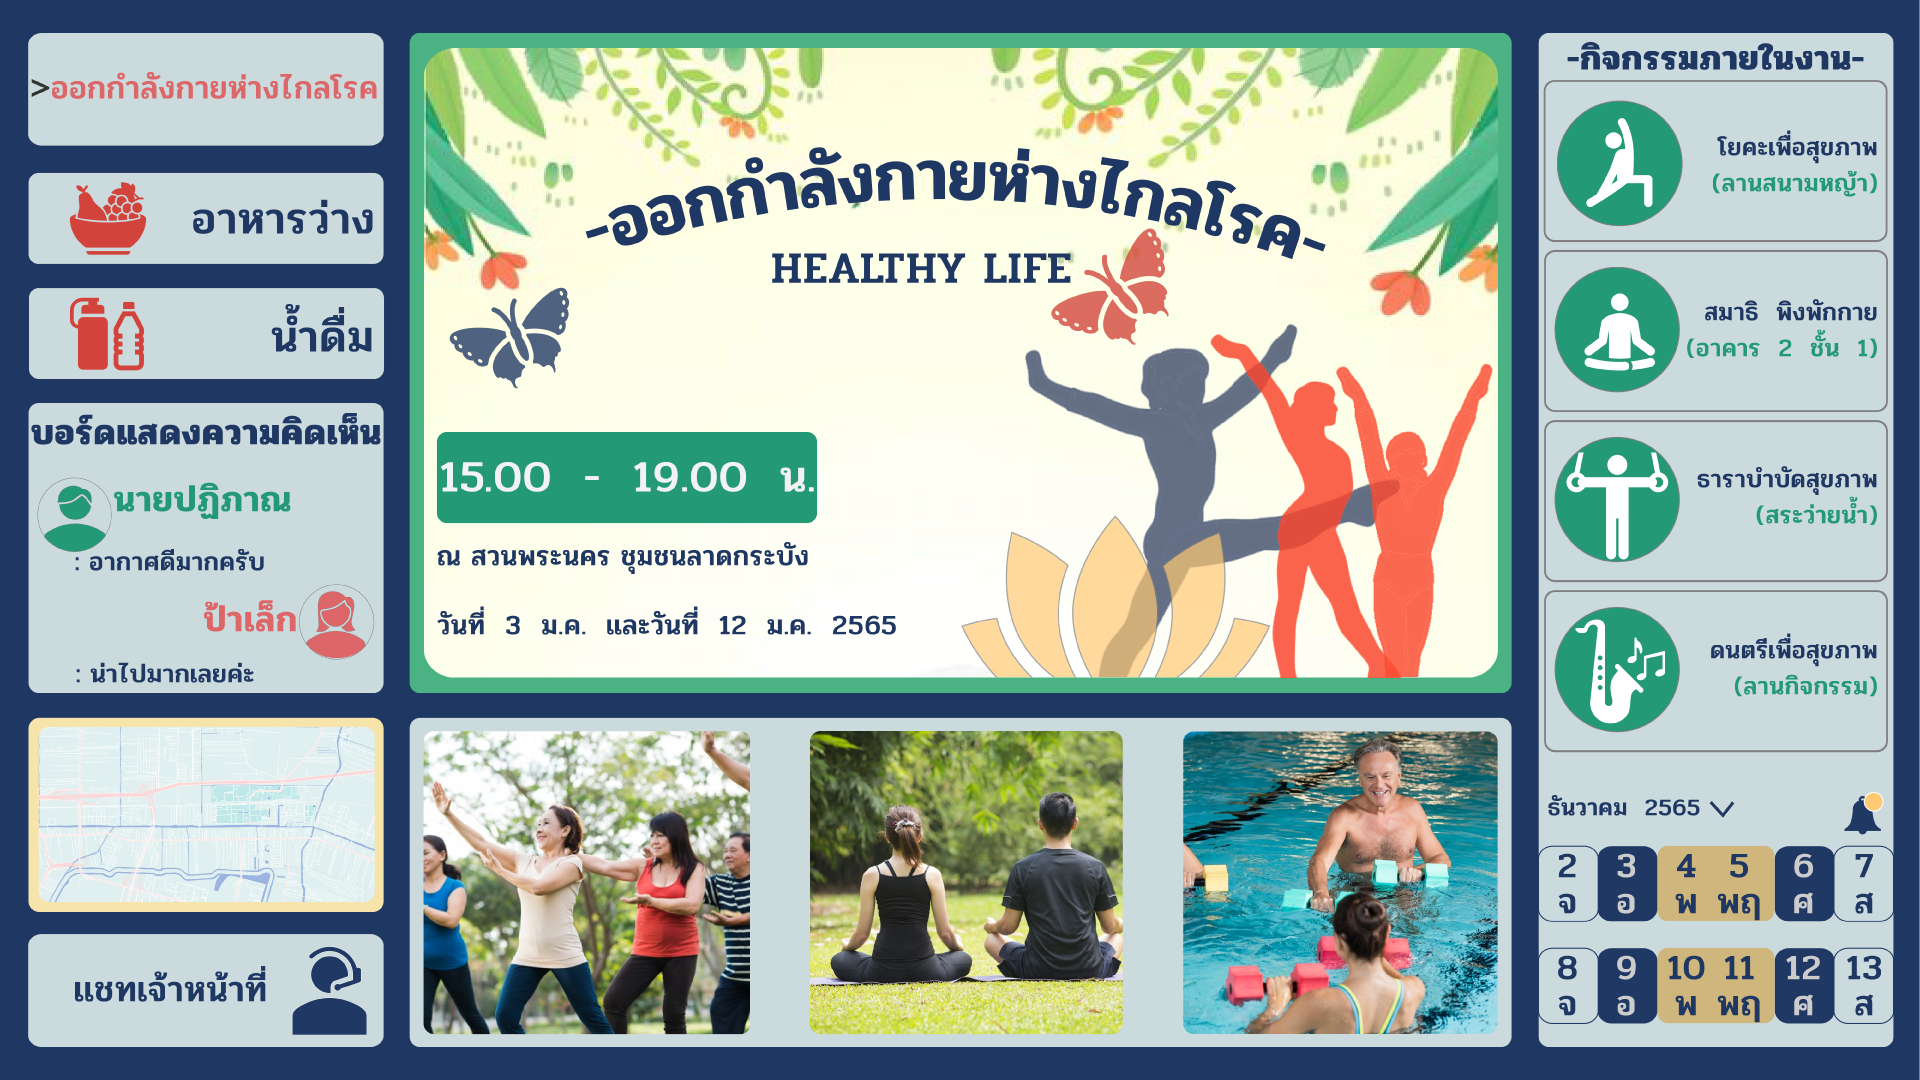 >ออกกำลังกายห่างไกลโรค
อาหารว่าง
น้ำดื่ม
บอร์ดแสดงความคิดเห็น
นายปฏิภาณ
: อากาศดีมากครับ
ป้าเล็ก
: น่าไปมากเลยค่ะ
แชทเจ้าหน้าที่
-ออกกำลังกายห่างไกลโรค-
HEALTHY LIFE
15.00 - 19.00 น.
ณ สวนพระนคร ชุมชนลาดกระบัง
วันที่ 3 ม.ค. และวันที่ 12 ม.ค. 2565
-กิจกรรมภายในงาน-
โยคะเพื่อสุขภาพ
(ลานสนามหญ้า)
สมาธิ พิงพักกาย
(อาคาร 2 ชั้น 1)
ธาราบำบัดสุขภาพ
(สระว่ายน้ำ)
ดนตรีเพื่อสุขภาพ
(ลานกิจกรรม)
ธันวาคม 2565
2 3 4 5 6 7
จ อ พ พฤ ศ ส
8 9 10 11 12 13
จ อ พ พฤ ศ ส